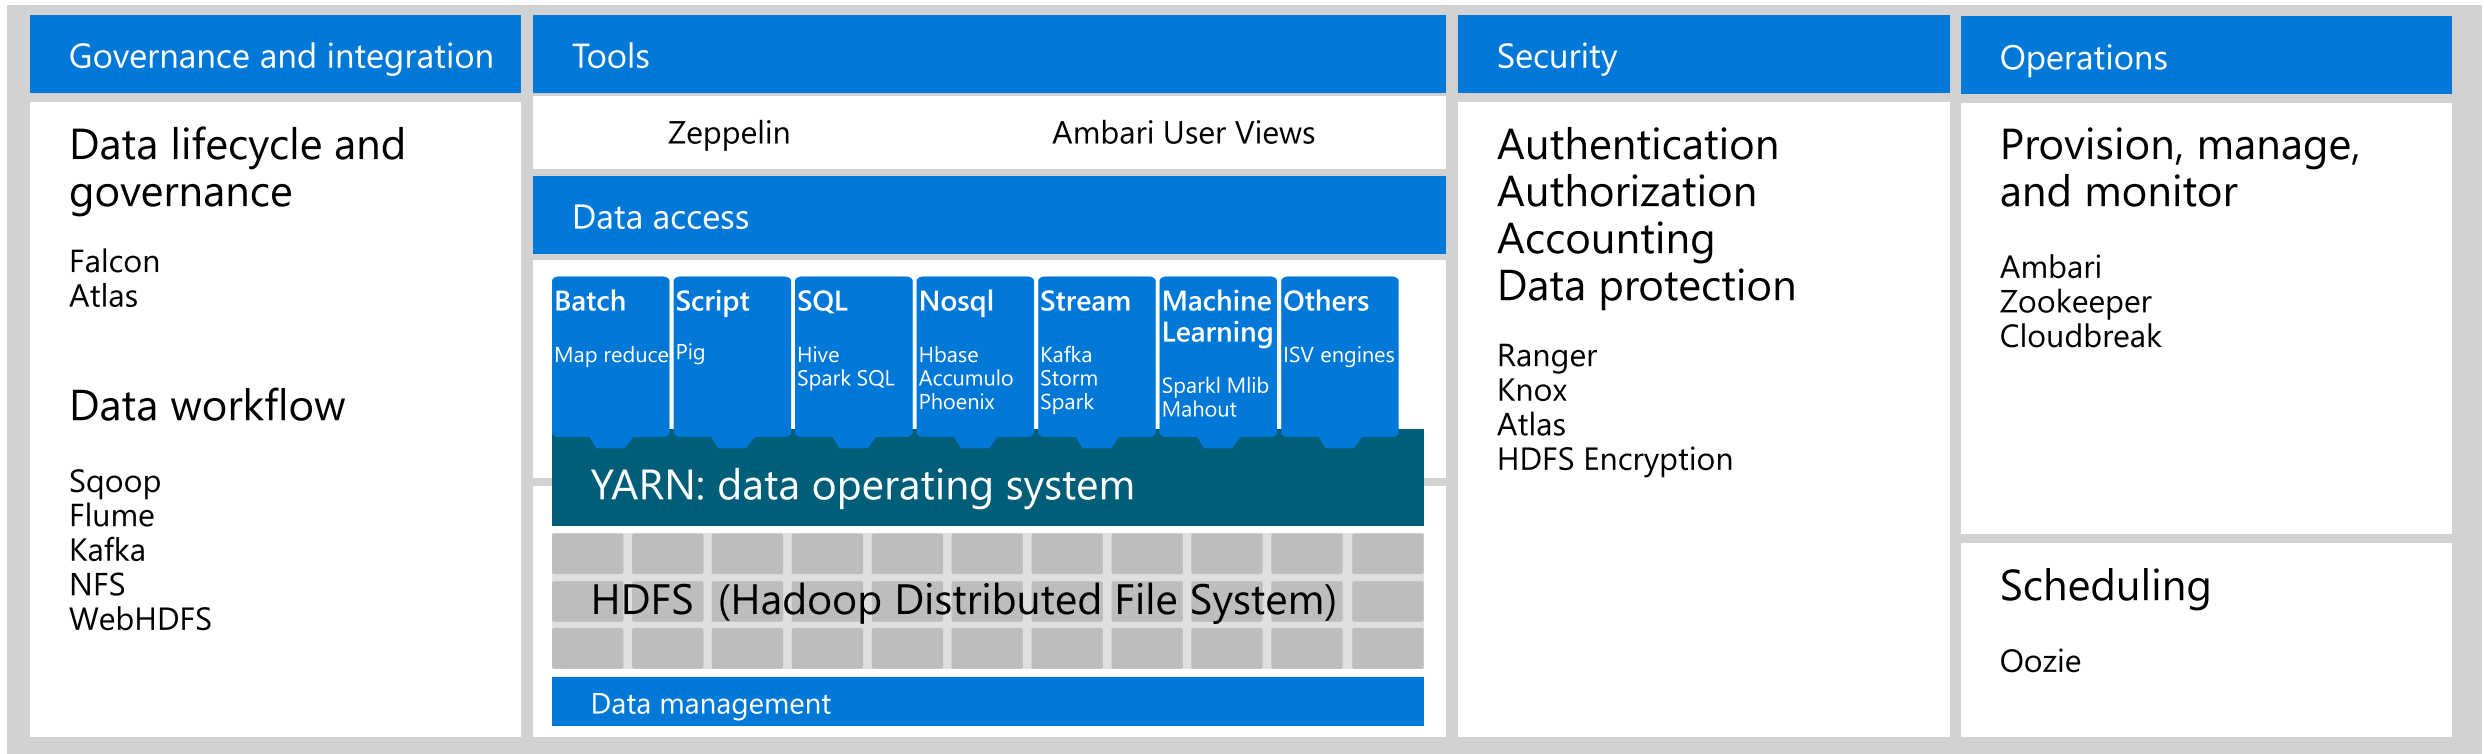 Governance and integration
Data lifecycle and
governance
Falcon
Atlas
Data workflow
Sqoop
Flume
Kafka
NFS
WebHDFS
Tools
Zeppelin
Ambari User Views
Data access
Batch
Map reduce
Script
Pig
SQL
Hive
Spark SQL
Nosql
Hbase
Accumulo
Phoenix
Stream
Kafka
Storm
Spark
Machine
Learning
Sparkl Mlib
Mahout
Others
ISV engines
YARN: data operating system
HDFS (Hadoop Distributed File System)
Data management
Security
Authentication
Authorization
Accounting
Data protection
Ranger
Knox
Atlas
HDFS Encryption
Operations
Provision, manage,
and monitor
Ambari
Zookeeper
Cloudbreak
Scheduling
Oozie